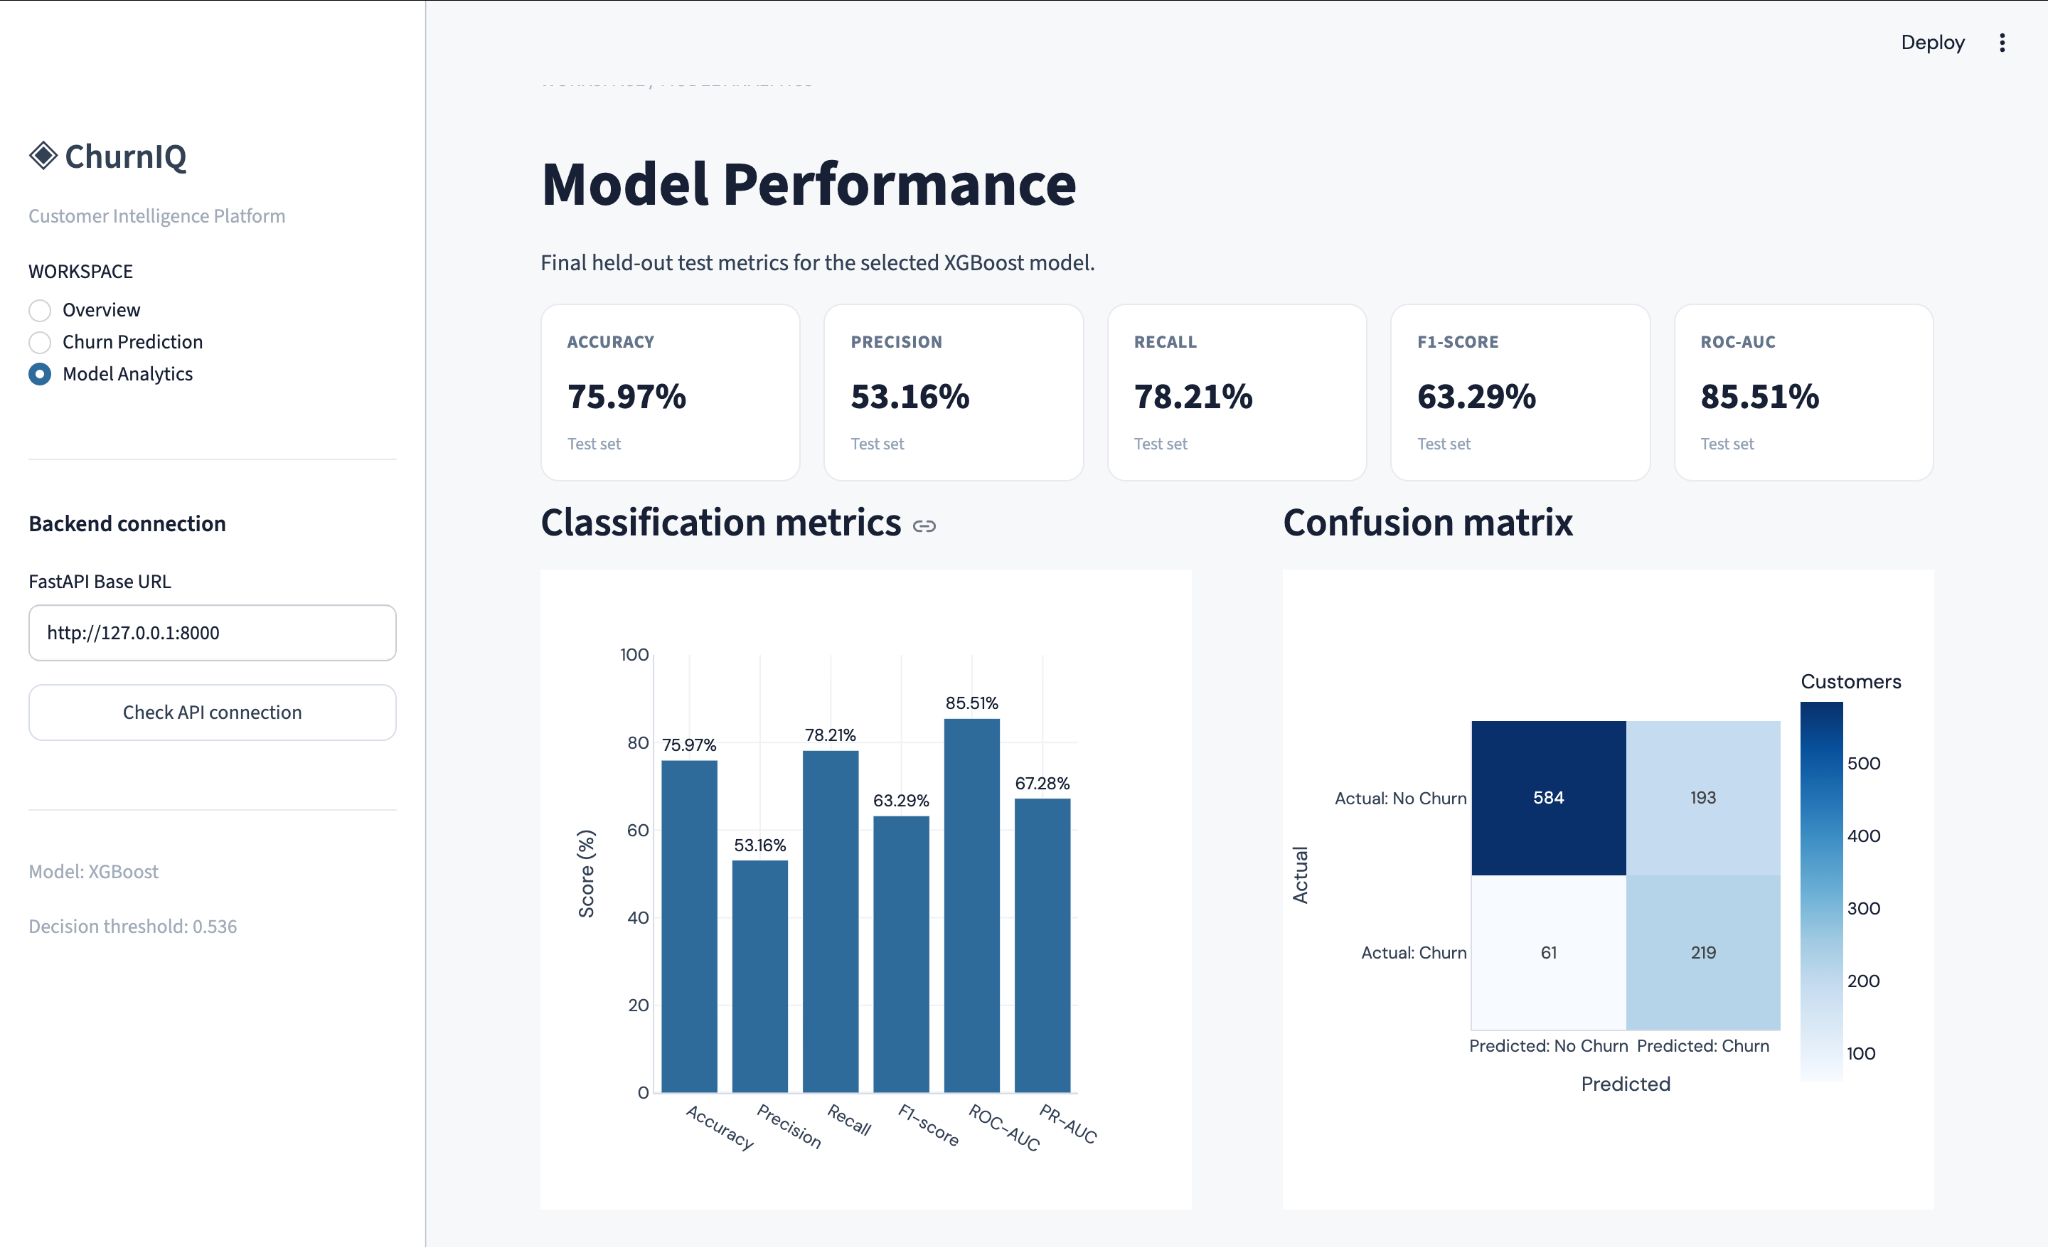 Deploy
ChurnIQ
Customer Intelligence Platform
WORKSPACE
Overview
Churn Prediction
Model Analytics
Backend connection
FastAPI Base URL
http://127.0.0.1:8000
Check API connection
Model: XGBoost
Decision threshold: 0.536
Model Performance
Final held-out test metrics for the selected XGBoost model.
ACCURACY
75.97%
Test set
PRECISION
53.16%
Test set
RECALL
78.21%
Test set
F1-SCORE
63.29%
Test set
ROC-AUC
85.51%
Test set
Classification metrics
Score (%)
100
80
60
40
20
0
75.97%
53.16%
78.21%
63.29%
85.51%
67.28%
Accuracy
Precision
Recall
F1-score
ROC-AUC
PR-AUC
Confusion matrix
Actual
Actual: No Churn
584
193
Actual: Churn
61
219
Predicted: No Churn
Predicted: Churn
Predicted
Customers
500
400
300
200
100